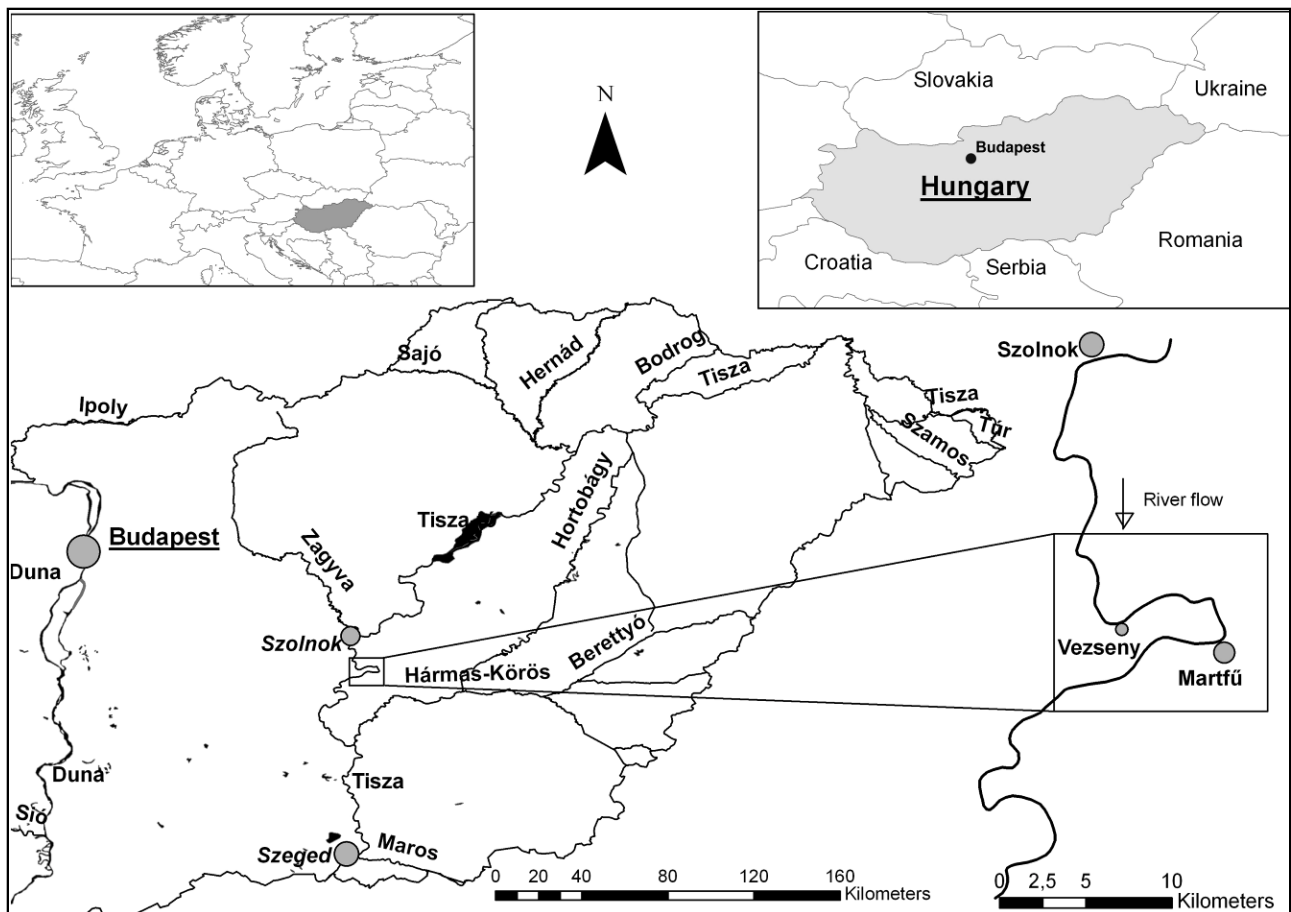 N
Slovakia
Ukraine
Budapest
Hungary
Romania
Croatia
Serbia
Sajó
Hernád
Bodrog
Tisza
Ipoly
Tisza
Túr
Szamos
Hortobágy
Tisza
Zagyva
Budapest
Duna
Szolnok
Berettyó
Hármas-Körös
Duna
Tisza
Sió
Szeged
Maros
0 20 40 80 120 160
Kilometers
Szolnok
River flow
Vezseny
Martfű
0 2,5 5 10
Kilometers